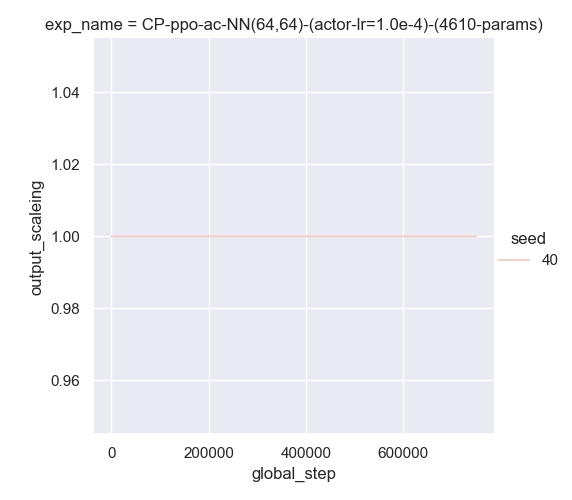 exp_name = CP-ppo-ac-NN(64,64)-(actor-lr=1.0e-4)-(4610-params)
1.04
1.02
1.00
0.98
0.96
output_scaleing
0
200000
400000
600000
global_step
seed
40